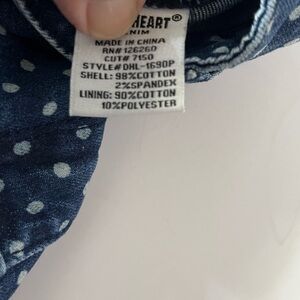 HEART®
NIM
MADE IN CHINA
RN# 126260
CUT# 7150
STYLE# DHL-1690P
SHELL: 98%COTTON
2%SPANDEX
LINING: 90%COTTON
10%POLYESTER